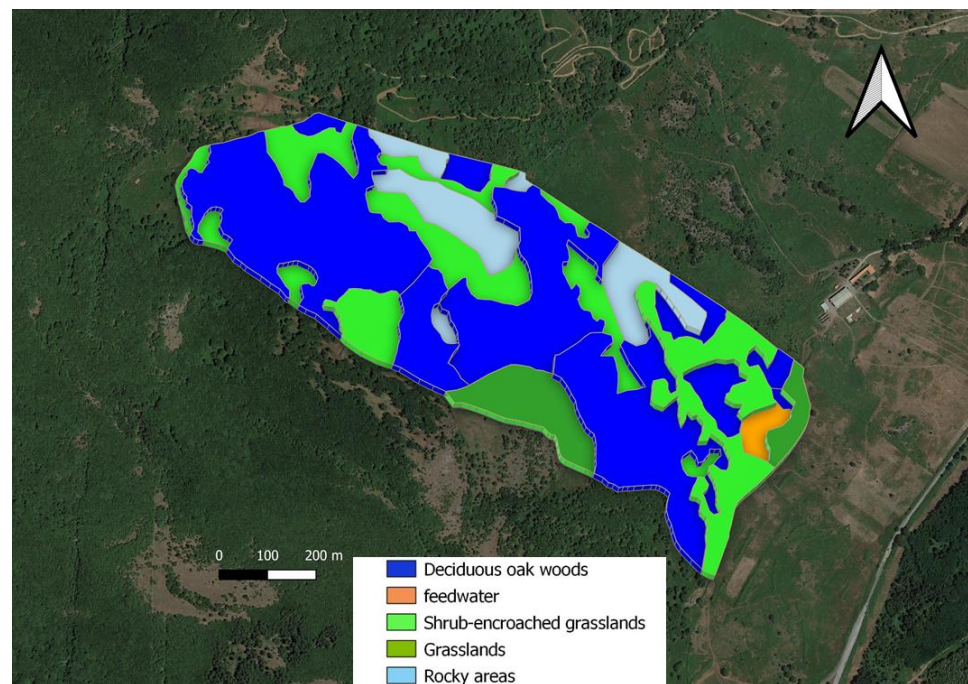 0 100 200 m
Deciduous oak woods
feedwater
Shrub-encroached grasslands
Grasslands
Rocky areas